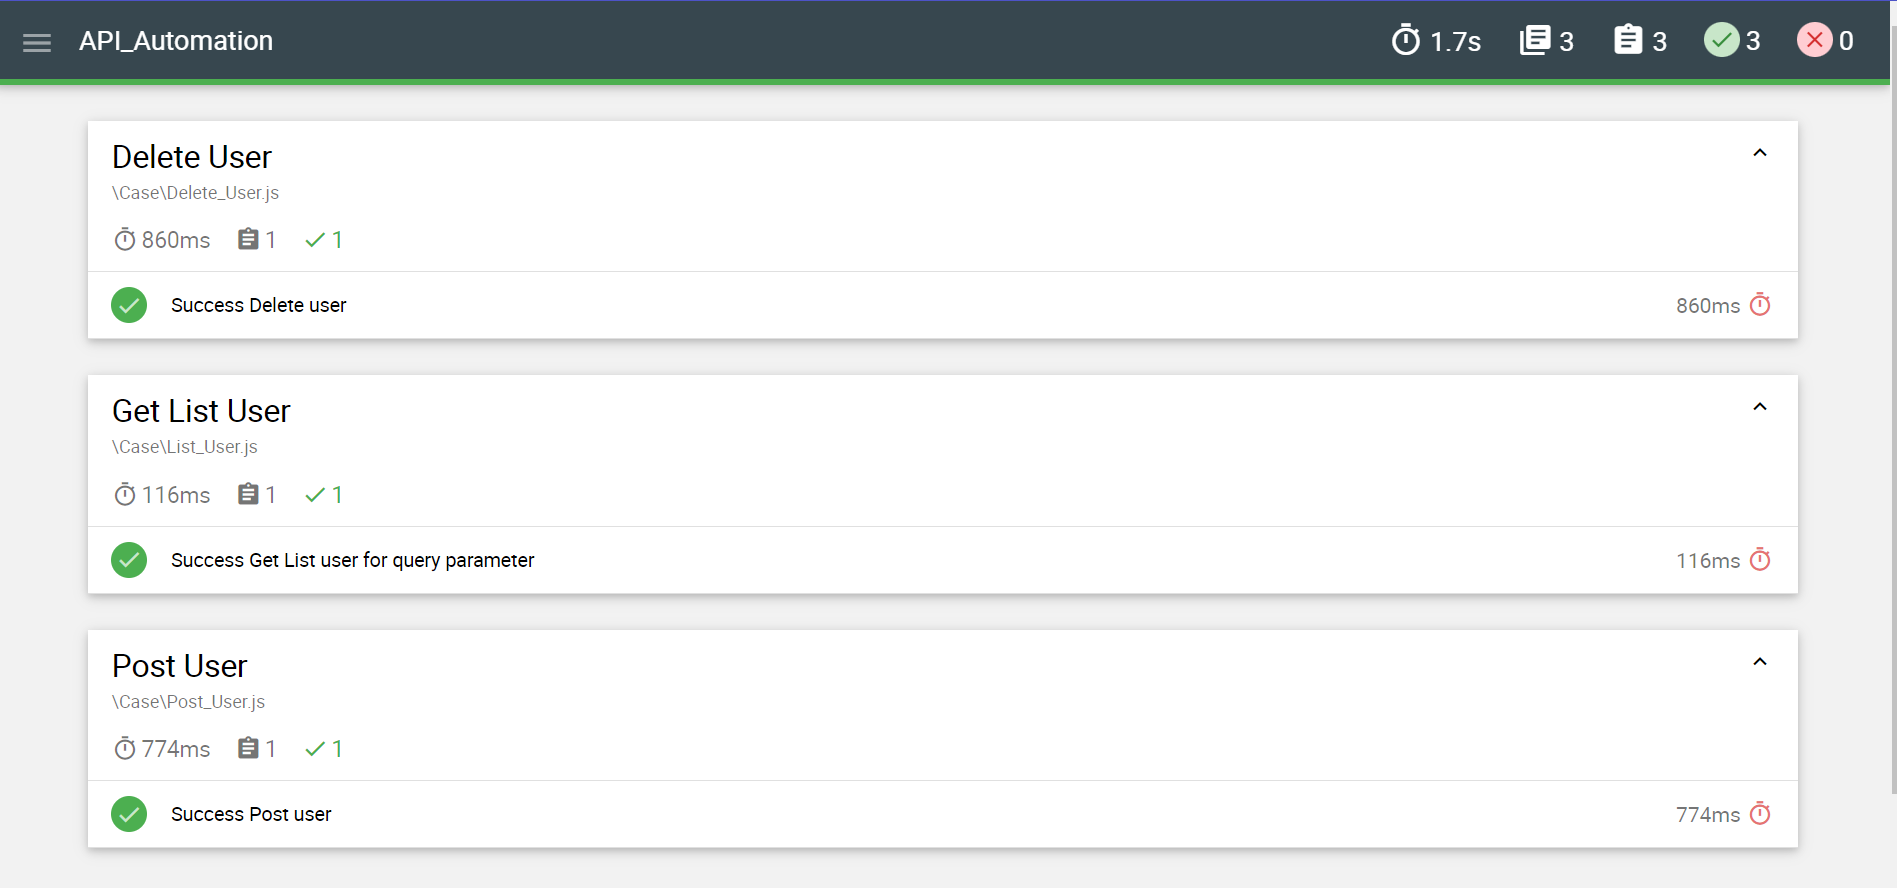 API_Automation
1.7s 3 3 3 0
Delete User
\Case\Delete_User.js
860ms 1 1
Success Delete user 860ms
Get List User
\Case\List_User.js
116ms 1 1
Success Get List user for query parameter 116ms
Post User
\Case\Post_User.js
774ms 1 1
Success Post user 774ms